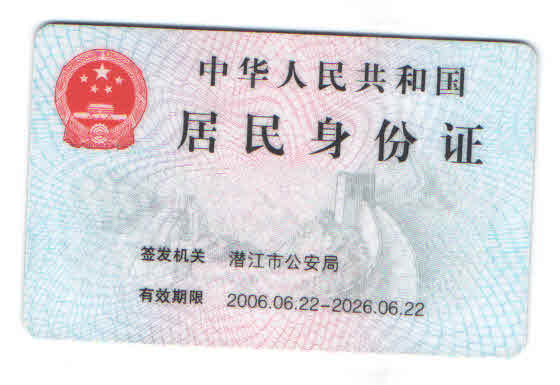 中华人民共和国
居民身份证
签发机关 潜江市公安局
有效期限 2006.06.22-2026.06.22